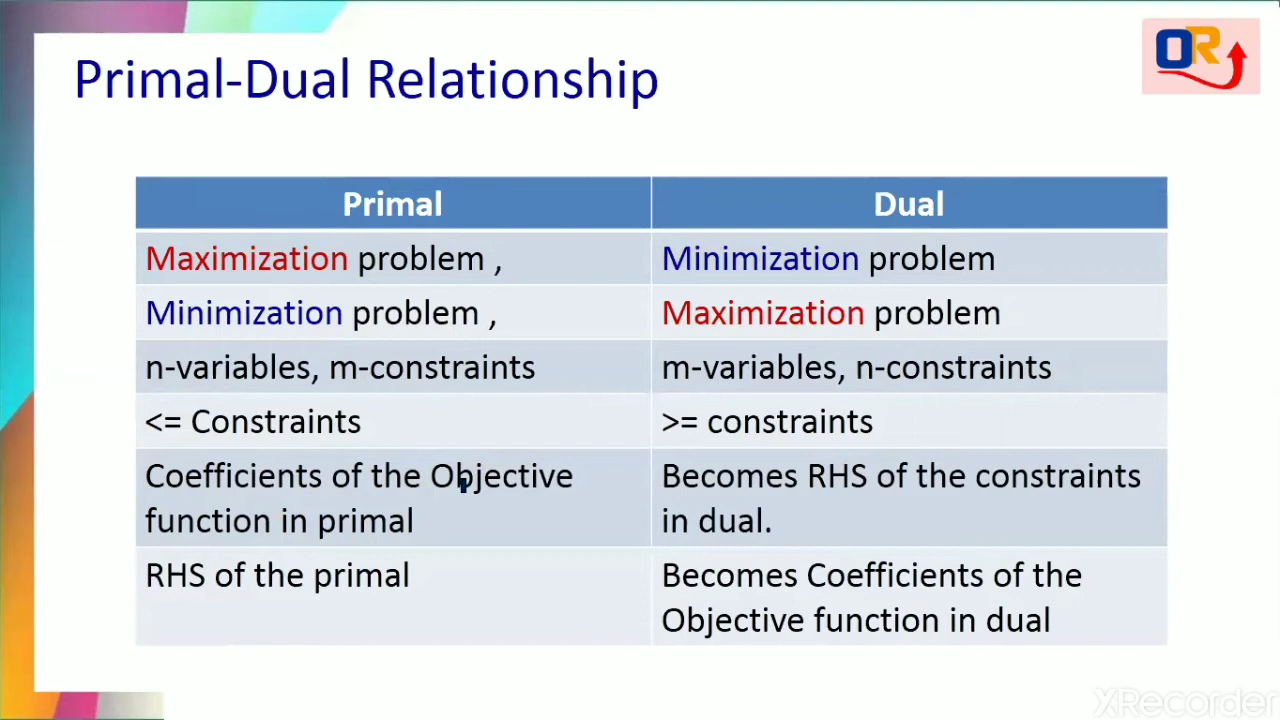 Primal-Dual Relationship
OR
Primal Dual
Maximization problem , Minimization problem
Minimization problem , Maximization problem
n-variables, m-constraints m-variables, n-constraints
<= Constraints >= constraints
Coefficients of the Objective Becomes RHS of the constraints
function in primal in dual.
RHS of the primal Becomes Coefficients of the
Objective function in dual
XRecorder